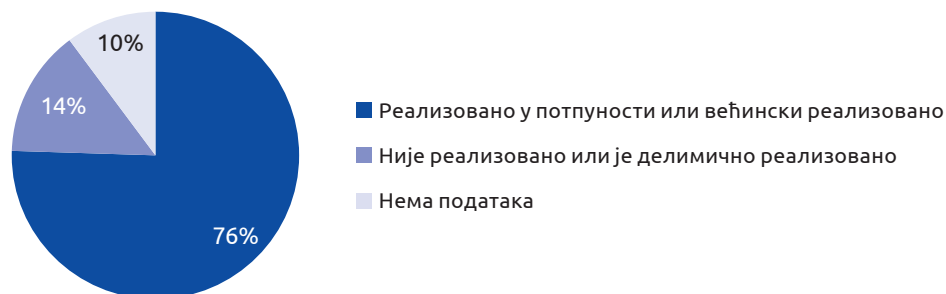 10%
14%
76%
Реализовано у потпуности или већински реализовано
Није реализовано или је делимично реализовано
Нема података